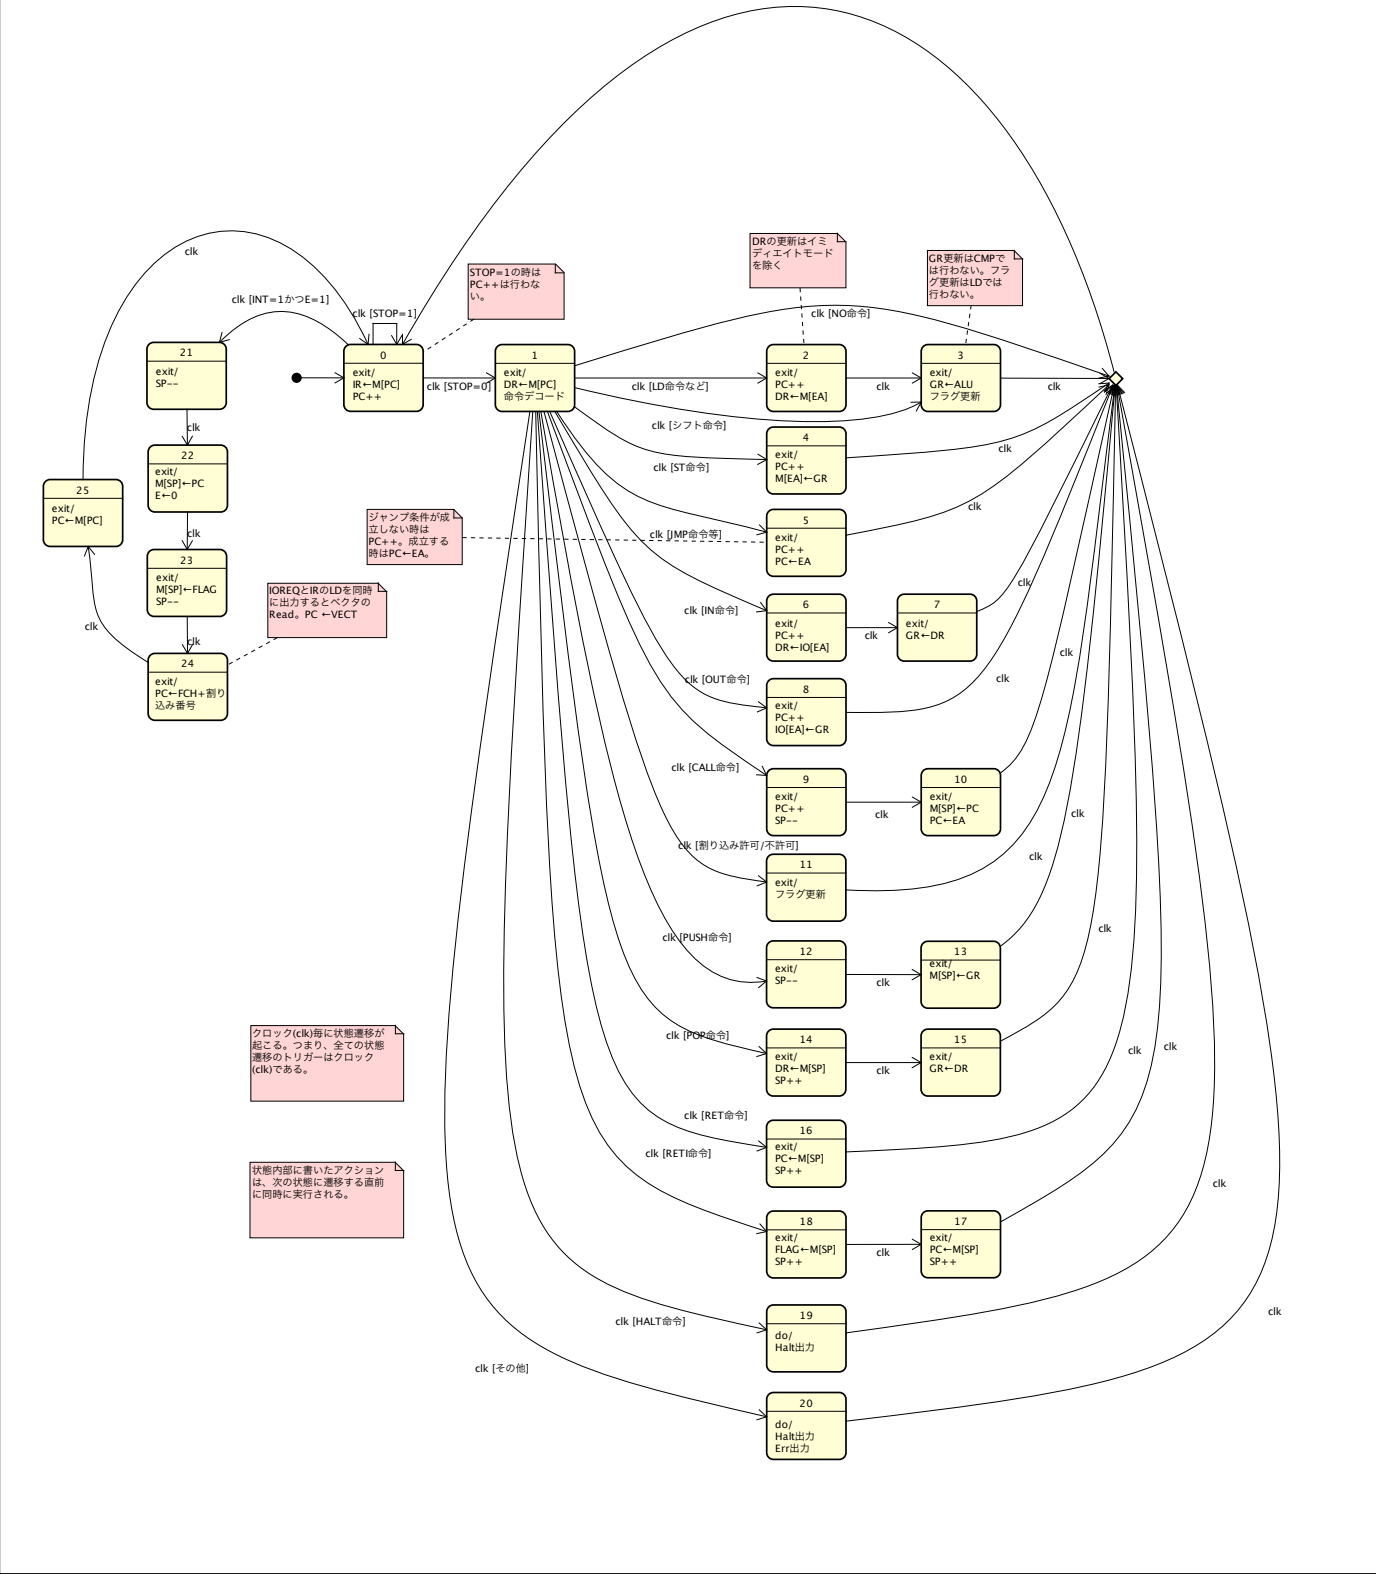 clk
clk [INT=1かつE=1]
clk [STOP=1]
STOP=1の時は
PC++は行わな
い。
DRの更新はイミ
ディエイトモード
を除く
GR更新はCMPで
は行わない。フラ
グ更新はLDでは
行わない。
clk [NO命令]
21
exit/
SP--
0
exit/
IR←M[PC]
PC++
clk [STOP=0]
1
exit/
DR←M[PC]
命令デコード
clk [LD命令など]
2
exit/
PC++
DR←M[EA]
clk
3
exit/
GR←ALU
フラグ更新
clk
clk
clk [シフト命令]
4
exit/
PC++
M[EA]←GR
clk
22
exit/
M[SP]←PC
E←0
clk [ST命令]
25
exit/
PC←M[PC]
clk
ジャンプ条件が成
立しない時は
PC++。成立する
時はPC←EA。
clk [JMP命令等]
5
exit/
PC++
PC←EA
clk
23
exit/
M[SP]←FLAG
SP--
IOREQとIRのLDを同時
に出力するとベクタの
Read。PC ←VECT
clk
clk
clk [IN命令]
6
exit/
PC++
DR←IO[EA]
clk
7
exit/
GR←DR
clk
24
exit/
PC←FCH+割り
込み番号
clk [OUT命令]
8
exit/
PC++
IO[EA]←GR
clk
clk
clk [CALL命令]
9
exit/
PC++
SP--
clk
10
exit/
M[SP]←PC
PC←EA
clk
clk [割り込み許可/不許可]
11
exit/
フラグ更新
clk
clk [PUSH命令]
12
exit/
SP--
clk
13
exit/
M[SP]←GR
clk
クロック(clk)毎に状態遷移が
起こる。つまり、全ての状態
遷移のトリガーはクロック
(clk)である。
clk [POP命令]
14
exit/
DR←M[SP]
SP++
clk
15
exit/
GR←DR
clk
clk
clk [RET命令]
16
exit/
PC←M[SP]
SP++
clk [RETI命令]
状態内部に書いたアクション
は、次の状態に遷移する直前
に同時に実行される。
18
exit/
FLAG←M[SP]
SP++
clk
17
exit/
PC←M[SP]
SP++
clk
clk [HALT命令]
19
do/
Halt出力
clk
clk [その他]
20
do/
Halt出力
Err出力